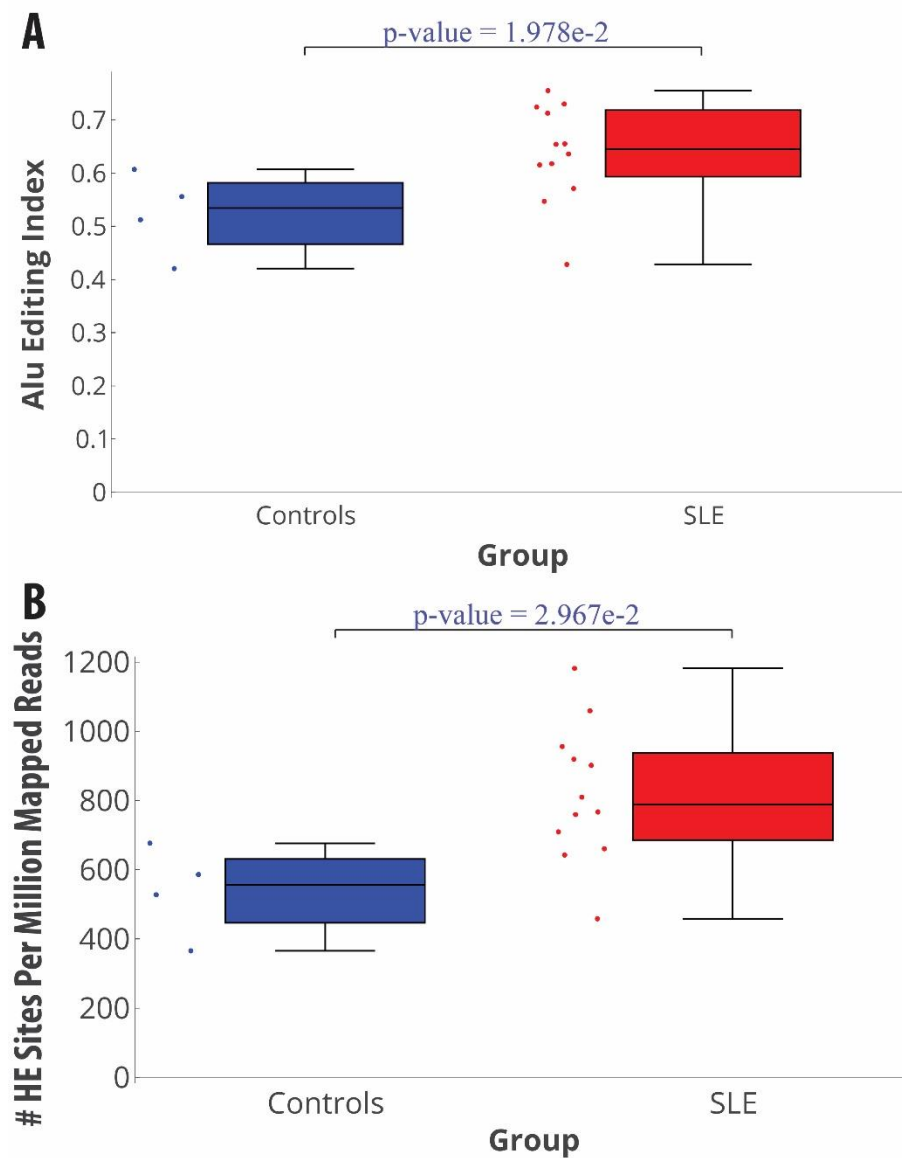 A
p-value = 1.978e-2
Alu Editing Index
0.7
0.6
0.5
0.4
0.3
0.2
0.1
0
Controls SLE
Group
B
p-value = 2.967e-2
# HE Sites Per Million Mapped Reads
1200
1000
800
600
400
200
0
Controls SLE
Group